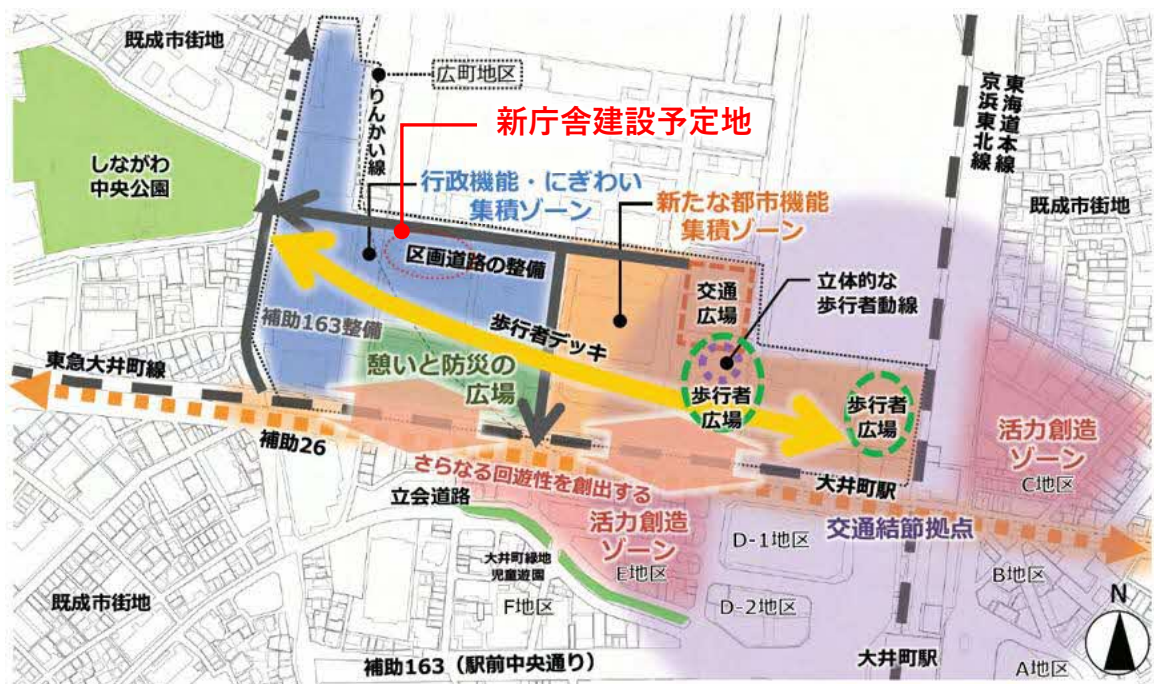 既成市街地
広町地区
りんかい線
新庁舎建設予定地
東海道本線
京浜東北線
しながわ
中央公園
行政機能・にぎわい
集積ゾーン
新たな都市機能
集積ゾーン
既成市街地
区画道路の整備
交通
広場
立体的な
歩行者動線
補助163整備
歩行者デッキ
憩いと防災の
広場
東急大井町線
歩行者
広場
歩行者
広場
活力創造
ゾーン
C地区
補助26
さらなる回遊性を創出する
大井町駅
立会道路
活力創造
ゾーン
E地区
交通結節拠点
D-1地区
大井町緑地
児童遊園
B地区
既成市街地
F地区
D-2地区
N
補助163（駅前中央通り）
大井町駅
A地区